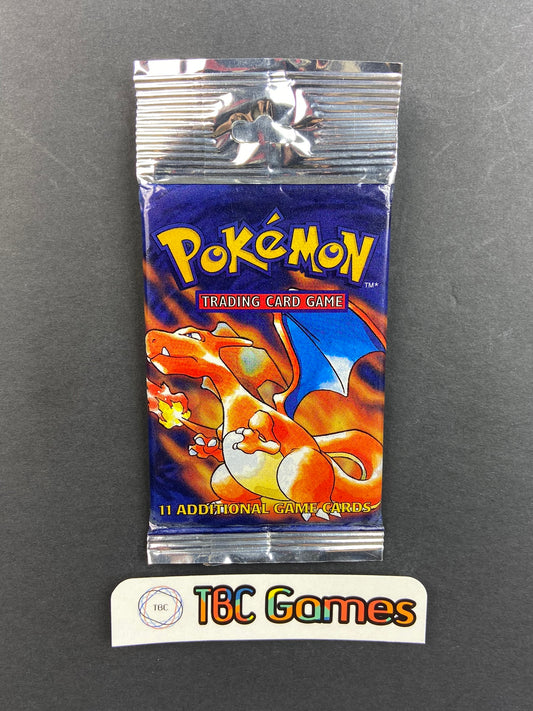 POKéMON
TM*
TRADING CARD GAME
11 ADDITIONAL GAME CARDS
TBC
TBC Games